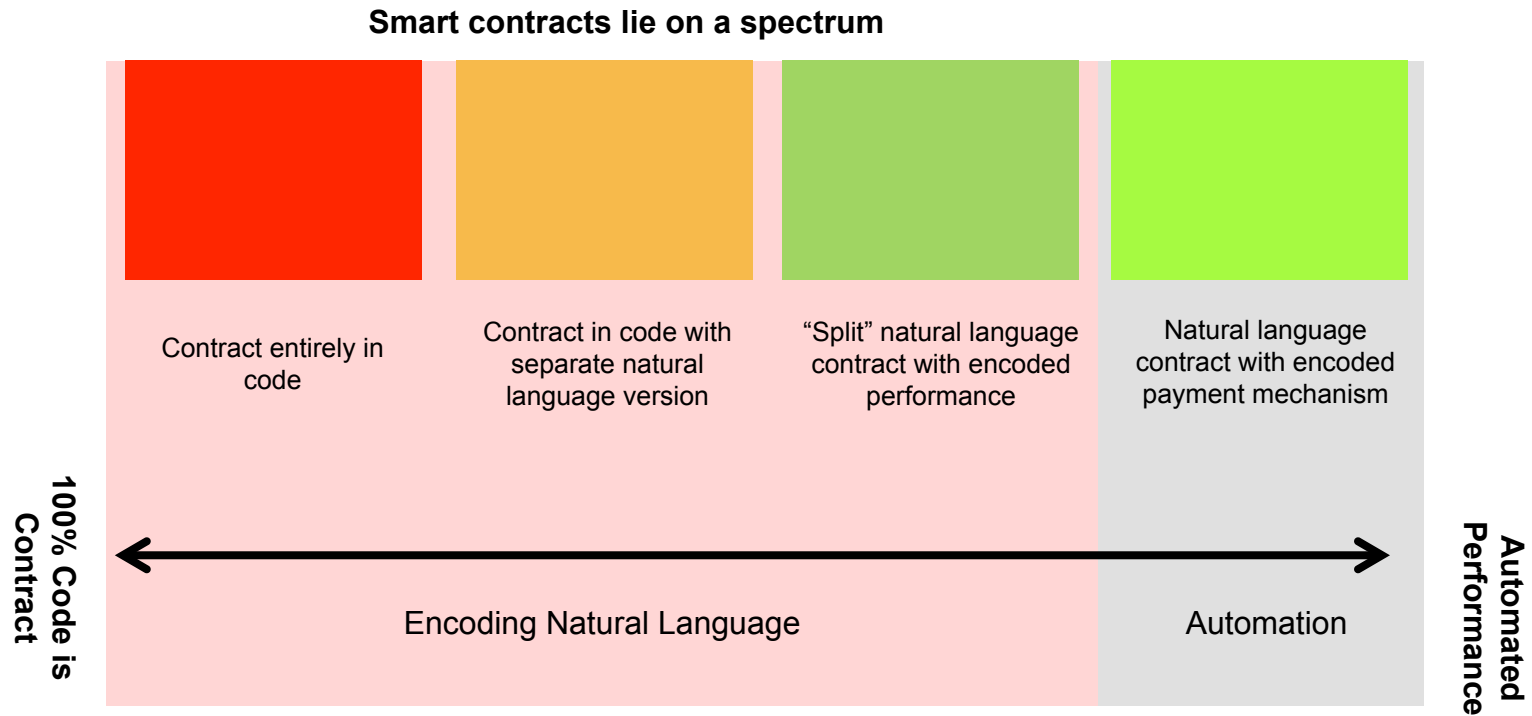 Smart contracts lie on a spectrum
Contract entirely in
code
Contract in code with
separate natural
language version
“Split” natural language
contract with encoded
performance
Natural language
contract with encoded
payment mechanism
100% Code is
Contract
Encoding Natural Language
Automation
Automated
Performance